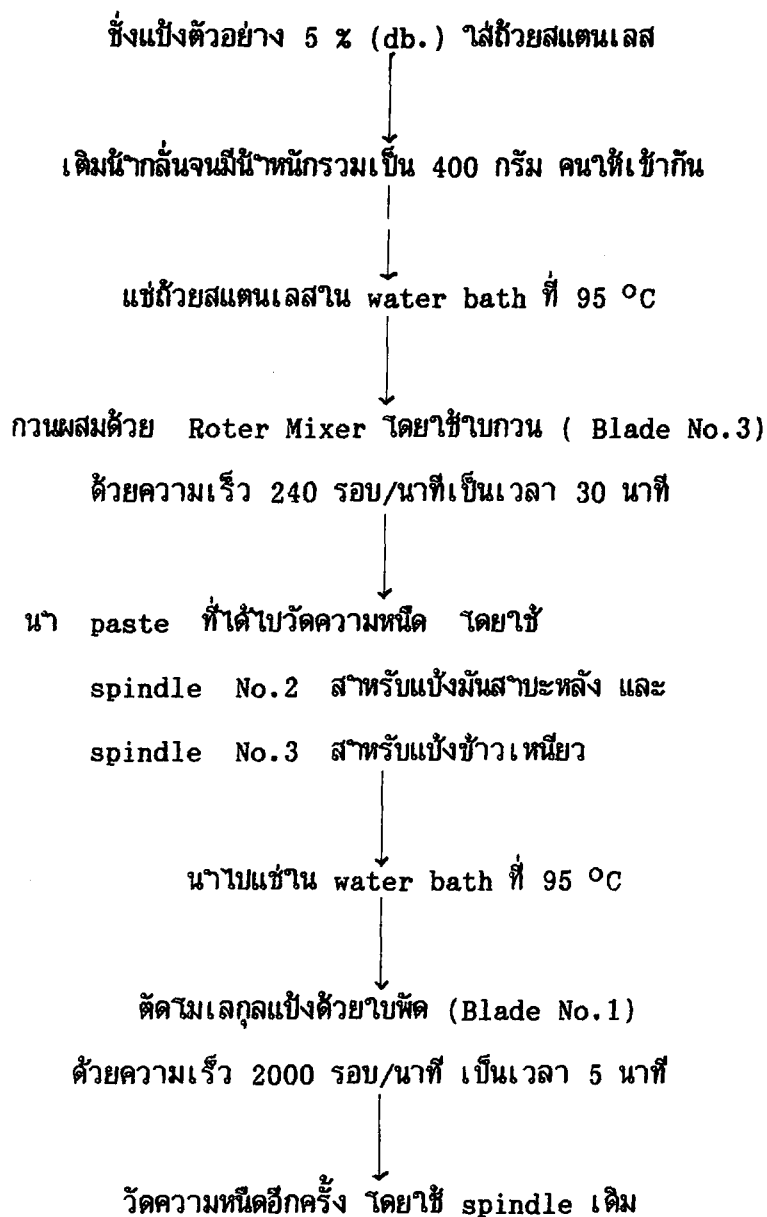 ชั่งแป้งตัวอย่าง 5 % (db.) ใส่ถ้วยสแตนเลส
เติมน้ำกลั่นจนมีน้ำหนักรวมเป็น 400 กรัม คนให้เข้ากัน
แช่ถ้วยสแตนเลสใน water bath ที่ 95 °C
กวนผสมด้วย Roter Mixer โดยใช้ใบกวน ( Blade No.3)
ด้วยความเร็ว 240 รอบ/นาทีเป็นเวลา 30 นาที
นำ paste ที่ได้ไปวัดความหนืด โดยใช้
spindle No.2 สำหรับแป้งมันสำปะหลัง และ
spindle No.3 สำหรับแป้งข้าวเหนียว
นำไปแช่ใน water bath ที่ 95 °C
ตัดโมเลกุลแป้งด้วยใบพัด (Blade No.1)
ด้วยความเร็ว 2000 รอบ/นาที เป็นเวลา 5 นาที
วัดความหนืดอีกครั้ง โดยใช้ spindle เดิม